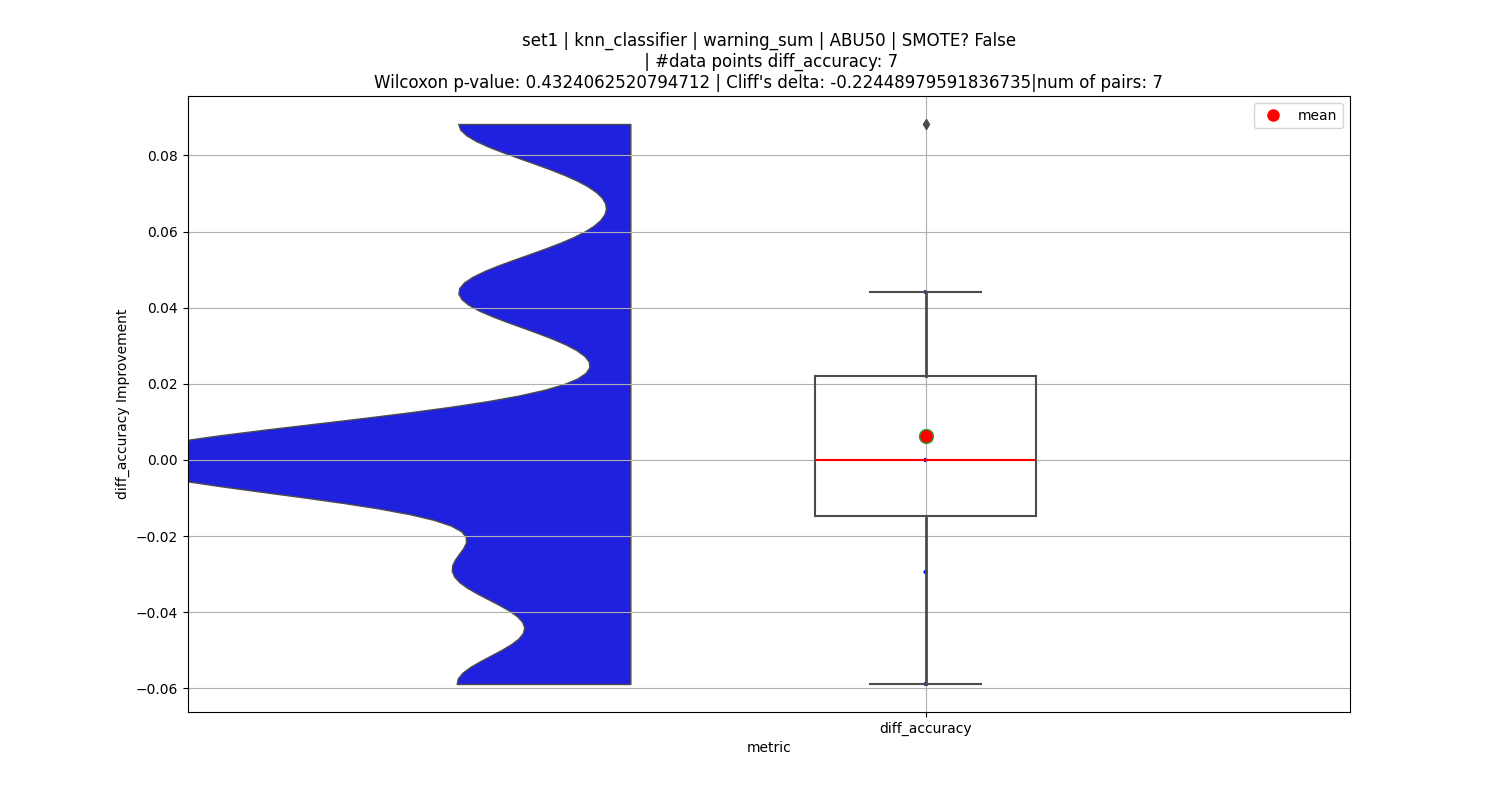 set1 | knn_classifier | warning_sum | ABU50 | SMOTE? False
| #data points diff_accuracy: 7
Wilcoxon p-value: 0.4324062520794712 | Cliff's delta: -0.22448979591836735|num of pairs: 7
mean
0.08
0.06
0.04
0.02
0.00
−0.02
−0.04
−0.06
diff_accuracy Improvement
diff_accuracy
metric